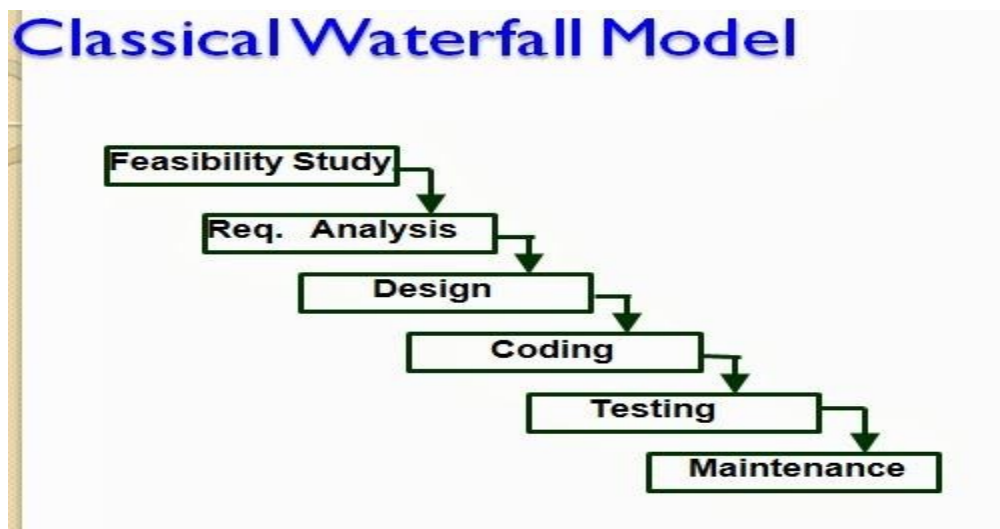 Classical Waterfall Model
Feasibility Study
Req. Analysis
Design
Coding
Testing
Maintenance